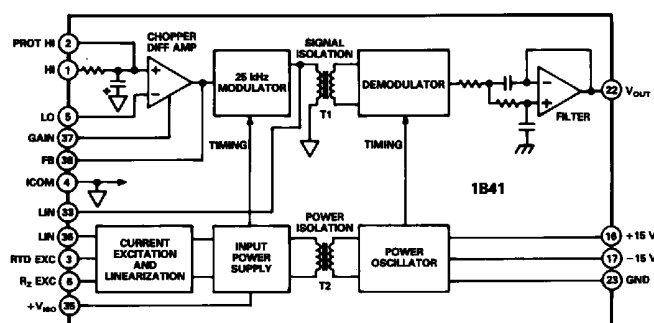 PROT HI
2
HI
1
LO
5
GAIN
37
FB
38
ICOM
4
LIN
33
LIN
36
RTD EXC
3
RZ EXC
6
+VISO
35
CHOPPER
DIFF AMP
+
−
+
25 kHz
MODULATOR
SIGNAL
ISOLATION
T1
DEMODULATOR
−
+
FILTER
22
VOUT
TIMING
TIMING
1B41
CURRENT
EXCITATION
AND
LINEARIZATION
INPUT
POWER
SUPPLY
POWER
ISOLATION
T2
POWER
OSCILLATOR
16
+15 V
17
−15 V
23
GND